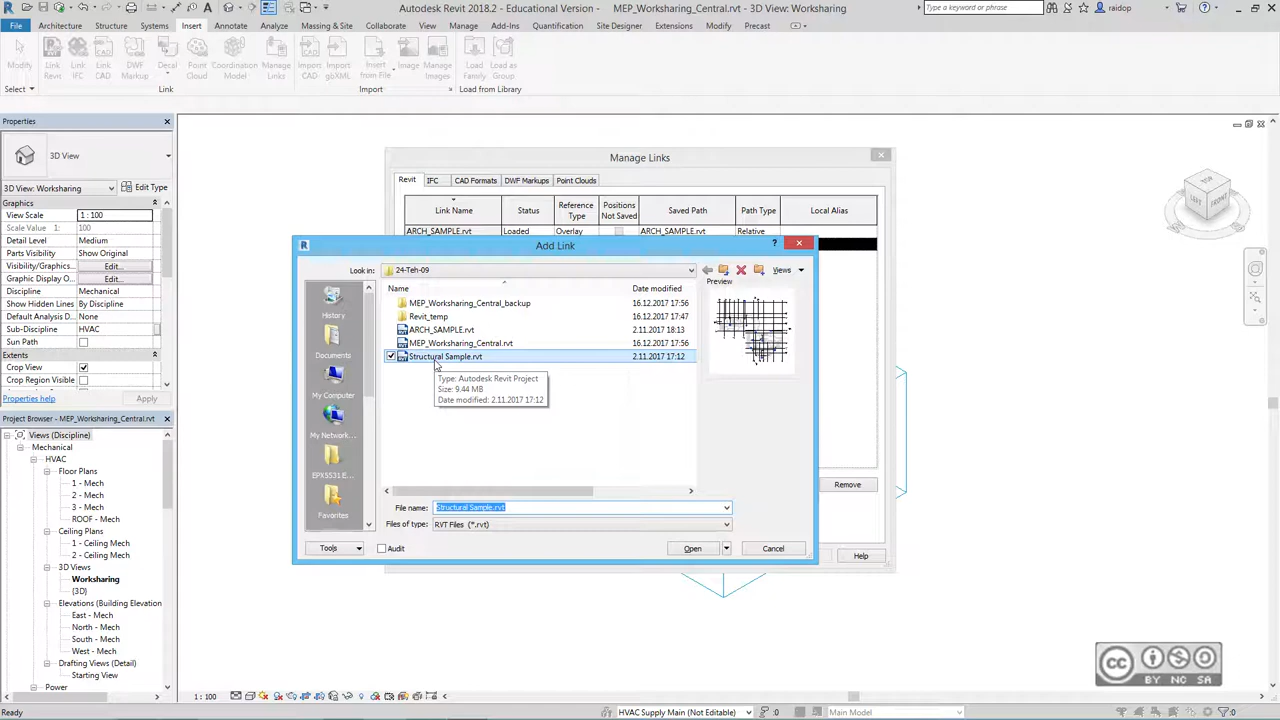 Autodesk Revit 2018.2 - Educational Version - MEP_Worksharing_Central.rvt - 3D View: Worksharing
Type a keyword or phrase
raidop
File Architecture Structure Systems Insert Annotate Analyze Massing & Site Collaborate View Manage Add-Ins Quantification Site Designer Extensions Modify Precast
Modify
Link Revit
Link IFC
Link CAD
DWF Markup
Decal
Point Cloud
Coordination Model
Manage Links
Import CAD
Import gbXML
Insert from File
Image
Manage Images
Load Family
Load as Group
Select
Link
Import
Load from Library
Properties
3D View
3D View: Worksharing
Edit Type
Graphics
View Scale 1 : 100
Scale Value 1: 100
Detail Level Medium
Parts Visibility Show Original
Visibility/Graphics... Edit...
Graphic Display O... Edit...
Discipline Mechanical
Show Hidden Lines By Discipline
Default Analysis D... None
Sub-Discipline HVAC
Extents
Crop View
Crop Region Visible
Properties help
Apply
Project Browser - MEP_Worksharing_Central.rvt
Views (Discipline)
Mechanical
HVAC
Floor Plans
1 - Mech
2 - Mech
3 - Mech
ROOF - Mech
Ceiling Plans
1 - Ceiling Mech
2 - Ceiling Mech
3D Views
Worksharing
{3D}
Elevations (Building Elevation
East - Mech
North - Mech
South - Mech
West - Mech
Drafting Views (Detail)
Starting View
Power
Manage Links
Revit IFC CAD Formats DWF Markups Point Clouds
Link Name
Status
Reference Type
Positions Not Saved
Saved Path
Path Type
Local Alias
ARCH_SAMPLE.rvt Loaded Overlay ARCH_SAMPLE.rvt Relative
Remove
Help
Add Link
Look in: 24-Teh-09
Views
Name
Date modified
Preview
MEP_Worksharing_Central_backup 16.12.2017 17:56
Revit_temp 16.12.2017 17:47
ARCH_SAMPLE.rvt 2.11.2017 18:13
MEP_Worksharing_Central.rvt 16.12.2017 17:56
Structural Sample.rvt 2.11.2017 17:12
Type: Autodesk Revit Project
Size: 9.44 MB
Date modified: 2.11.2017 17:12
History
Documents
My Computer
My Network...
EPX5531 E...
Favorites
File name: Structural Sample.rvt
Files of type: RVT Files (*.rvt)
Tools
Audit
Open
Cancel
TOP
LEFT
FRONT
1 : 100
Ready
HVAC Supply Main (Not Editable)
:0
Main Model
:0
CC BY NC SA